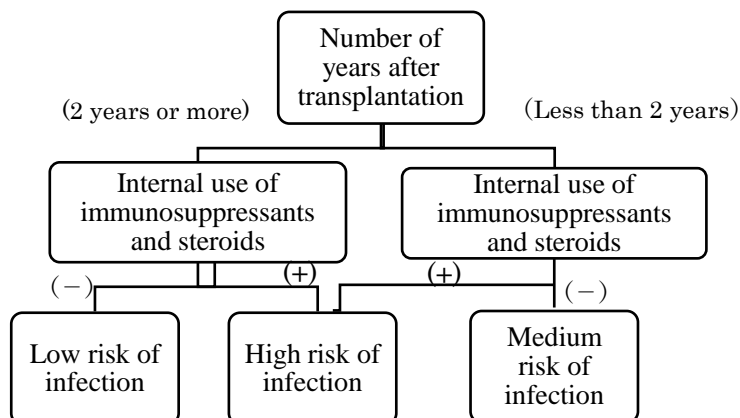 Number of
years after
transplantation
(2 years or more)
(Less than 2 years)
Internal use of
immunosuppressants
and steroids
Internal use of
immunosuppressants
and steroids
(－)
(+)
(+)
(－)
Low risk of
infection
High risk of
infection
Medium
risk of
infection